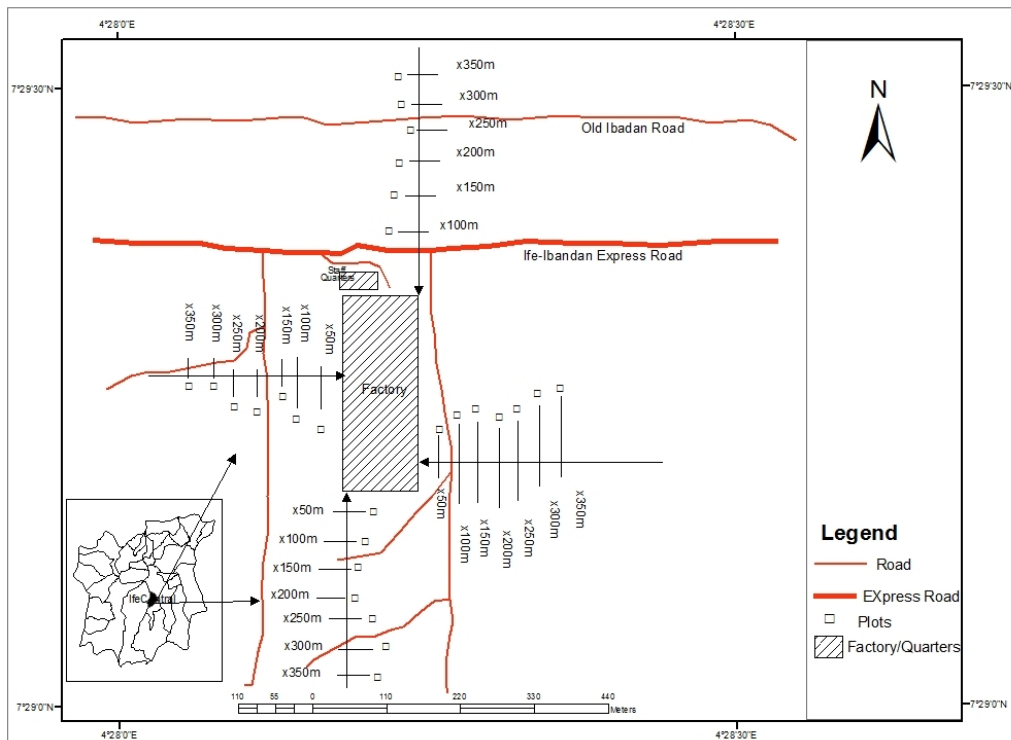 4°28'0"E
4°28'30"E
7°29'30"N
7°29'30"N
x350m
x300m
x250m
x200m
x150m
x100m
Old Ibadan Road
Ife-Ibandan Express Road
N
Staff
Quarters
x350m
x300m
x250m
x200m
x150m
x100m
x50m
Factory
x50m
x100m
x150m
x200m
x250m
x300m
x350m
x50m
x100m
x150m
x200m
x250m
x300m
x350m
IfeCentral
Legend
Road
EXpress Road
Plots
Factory/Quarters
110 55 0 110 220 330 440
Meters
7°29'0"N
7°29'0"N
4°28'0"E
4°28'30"E